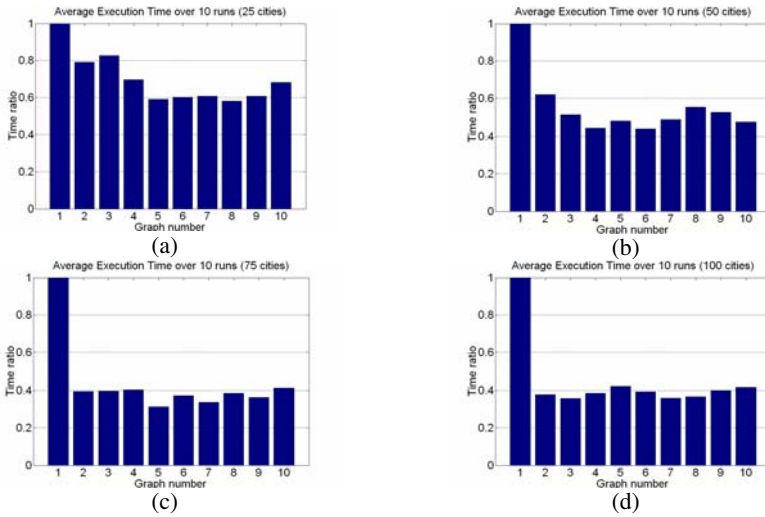 Average Execution Time over 10 runs (25 cities)
Time ratio
1
0.8
0.6
0.4
0.2
0
1 2 3 4 5 6 7 8 9 10
Graph number
(a)
Average Execution Time over 10 runs (50 cities)
Time ratio
1
0.8
0.6
0.4
0.2
0
1 2 3 4 5 6 7 8 9 10
Graph number
(b)
Average Execution Time over 10 runs (75 cities)
Time ratio
1
0.8
0.6
0.4
0.2
0
1 2 3 4 5 6 7 8 9 10
Graph number
(c)
Average Execution Time over 10 runs (100 cities)
Time ratio
1
0.8
0.6
0.4
0.2
0
1 2 3 4 5 6 7 8 9 10
Graph number
(d)